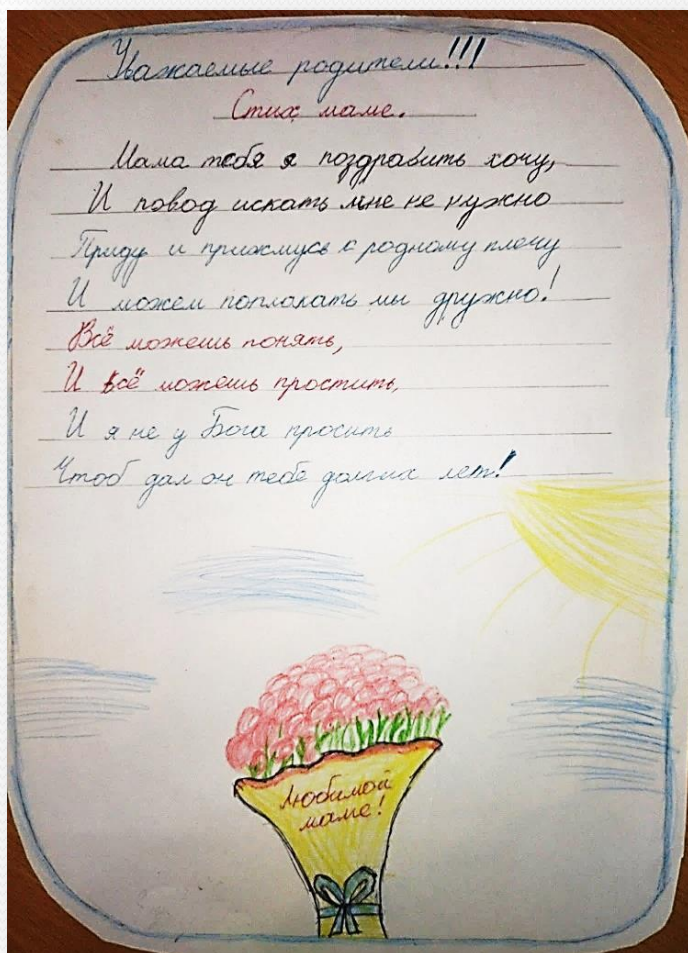 Уважаемые родители!!!
Стих маме.
Мама тебя я поздравить хочу,
И повод искать мне не нужно
Приду и прижмусь к родному плечу
И можем поплакать мы дружно!
Всё можешь понять,
И всё можешь простить,
И я не у Бога просить
Чтоб дал он тебе долгих лет!
Любимой
маме!